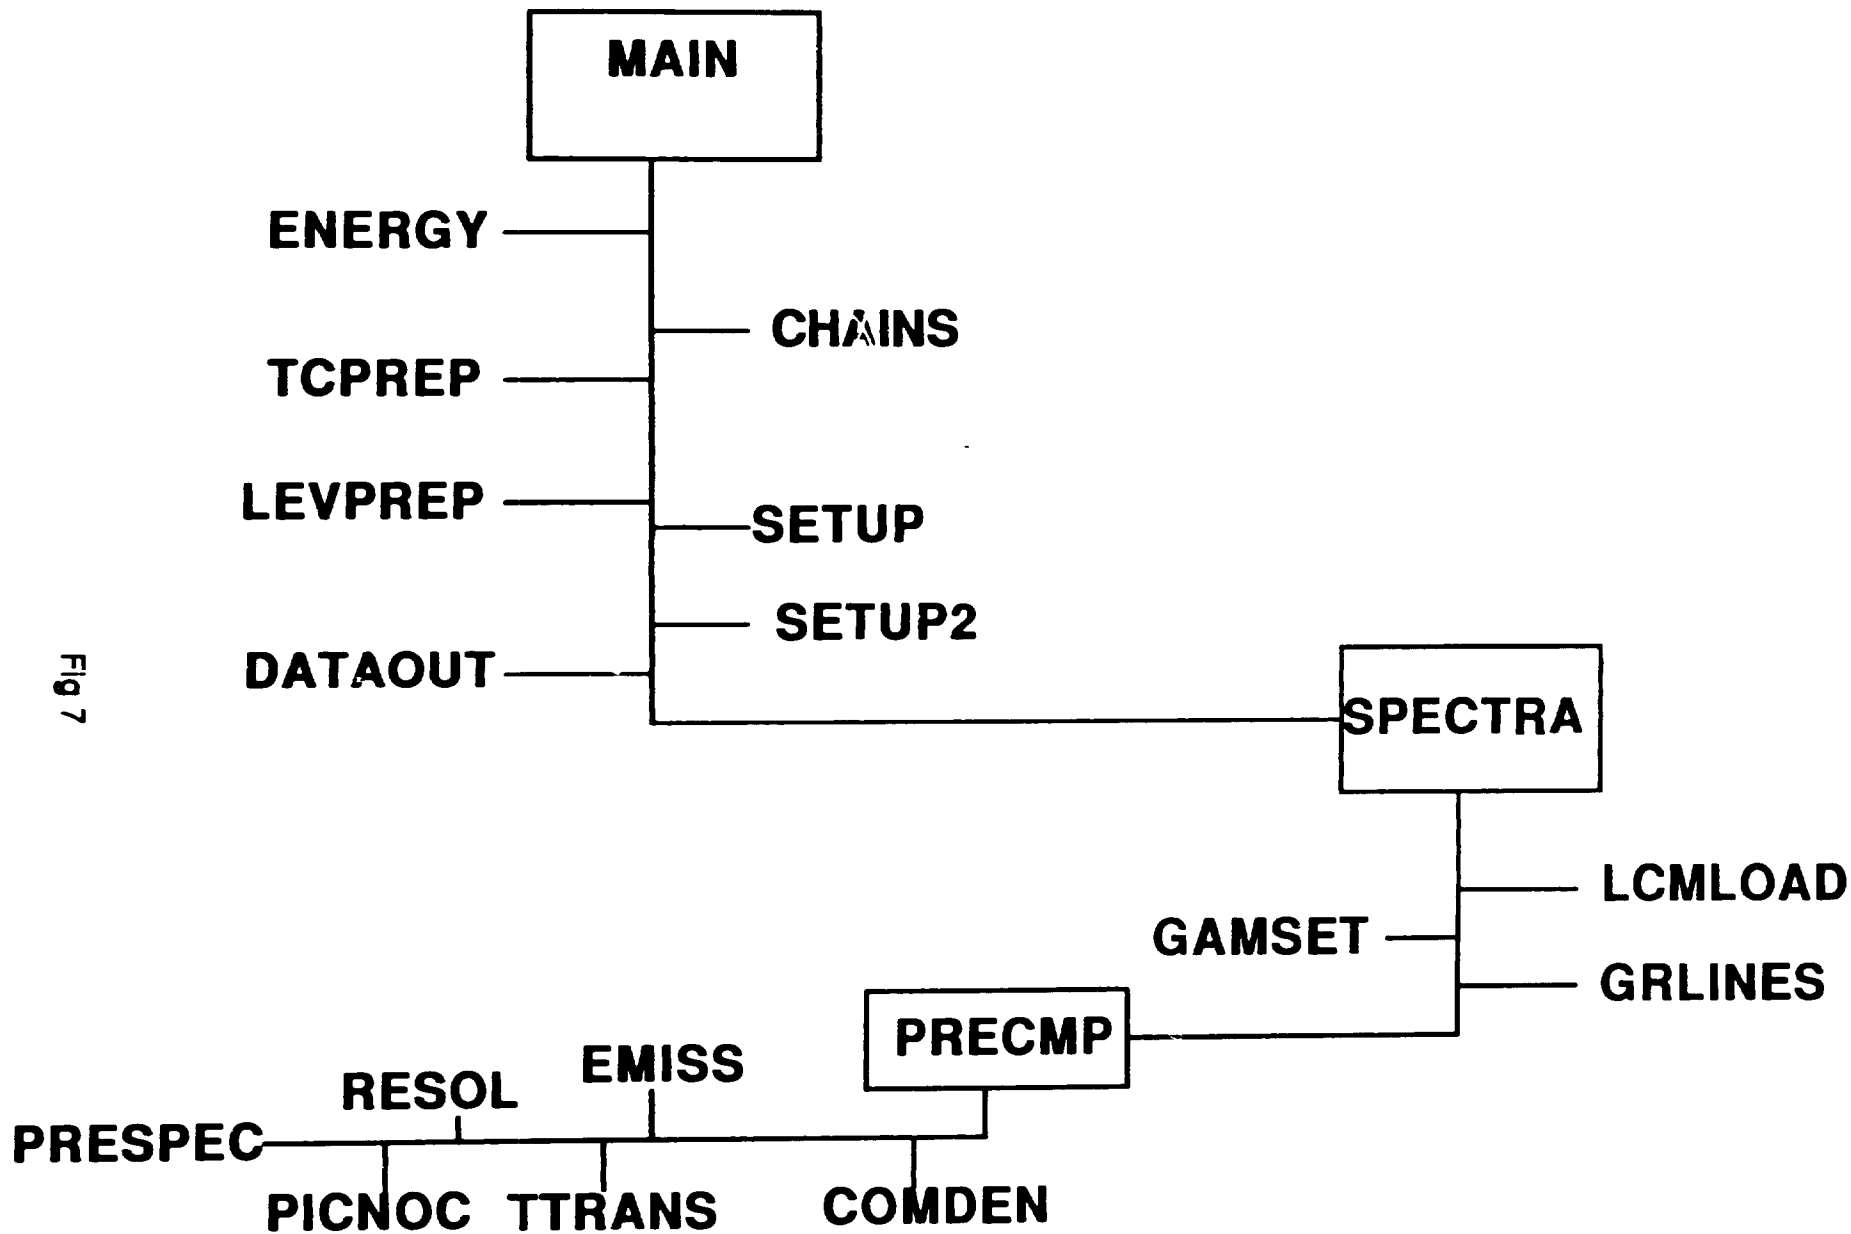 MAIN
ENERGY
CHAINS
TCPREP
LEVPREP
SETUP
SETUP2
DATAOUT
Fig 7
SPECTRA
LCMLOAD
GAMSET
GRLINES
PRECMP
EMISS
RESOL
PRESPEC
PICNOC
TTRANS
COMDEN